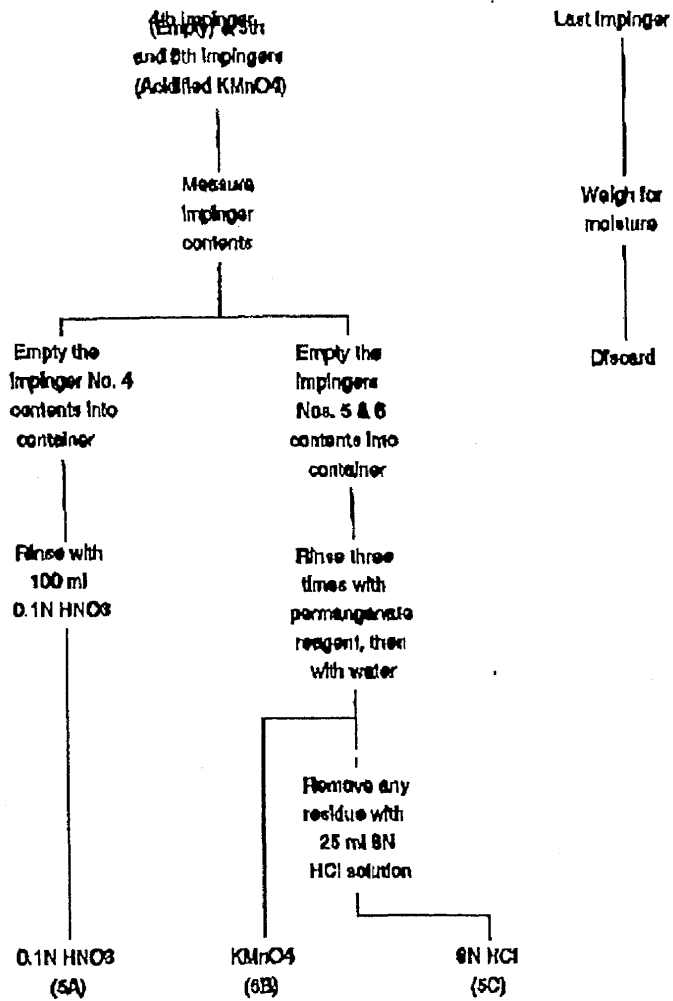 4th Impinger
(Empty) & 5th
and 6th Impingers
(Acidified KMnO4)
Measure
Impinger
contents
Empty the
Impinger No. 4
contents into
container
Rinse with
100 ml
0.1N HNO3
0.1N HNO3
(5A)
Empty the
Impingers
Nos. 5 & 6
contents into
container
Rinse three
times with
permanganate
reagent, then
with water
Remove any
residue with
25 ml 8N
HCl solution
KMnO4
(5B)
8N HCl
(5C)
Last Impinger
Weigh for
moisture
Discard